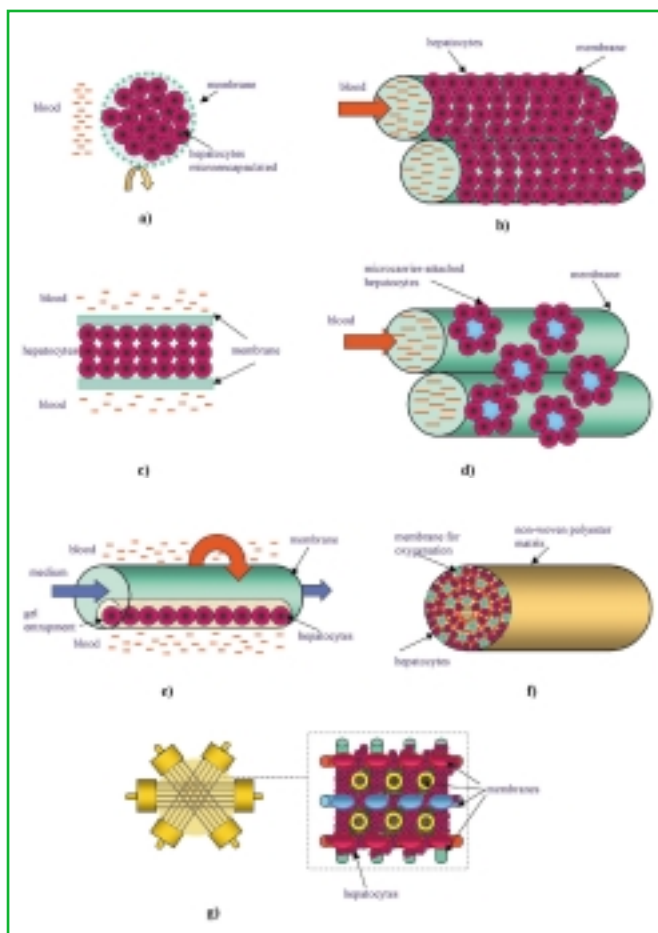 membrane
blood
hepatocytes
microencapsulated
a)
hepatocytes
membrane
blood
b)
blood
hepatocytes
membrane
blood
c)
microcarrier-attached
hepatocytes
membrane
blood
d)
blood
membrane
medium
gel
entrapment
blood
hepatocytes
e)
membrane for
oxygenation
non-woven polyester
matrix
hepatocytes
f)
membranes
hepatocytes
g)